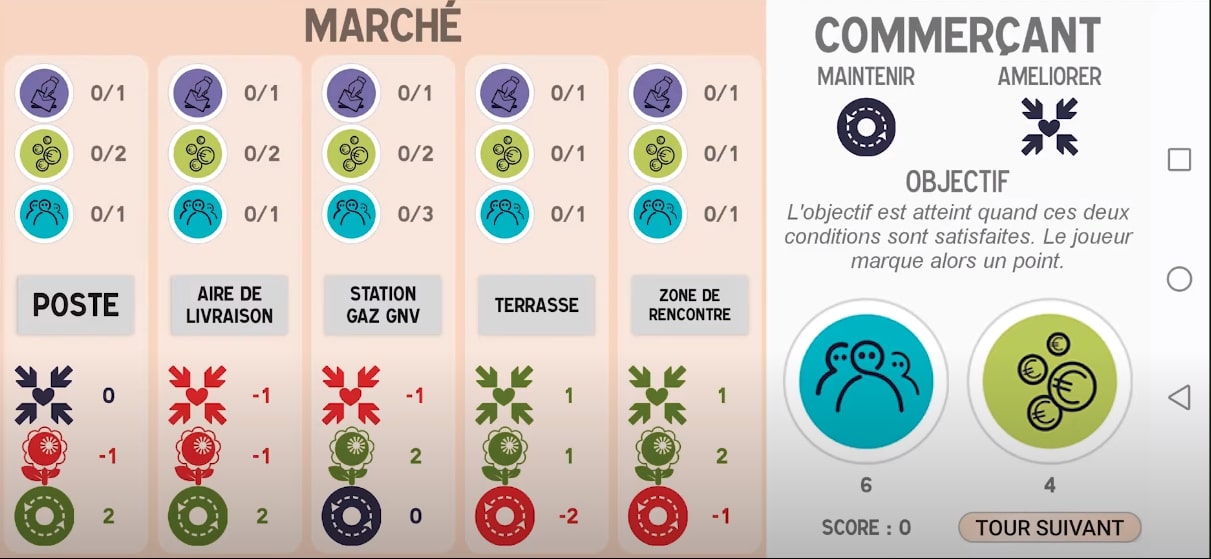 MARCHÉ
0/1
0/1
0/1
0/1
0/1
0/2
0/2
0/2
0/1
0/1
0/1
0/1
0/3
0/1
0/1
POSTE
AIRE DE
LIVRAISON
STATION
GAZ GNV
TERRASSE
ZONE DE
RENCONTRE
0
-1
-1
1
1
-1
-1
2
1
2
2
2
0
-2
-1
COMMERÇANT
MAINTENIR
AMELIORER
OBJECTIF
L'objectif est atteint quand ces deux
conditions sont satisfaites. Le joueur
marque alors un point.
6
4
SCORE : 0
TOUR SUIVANT